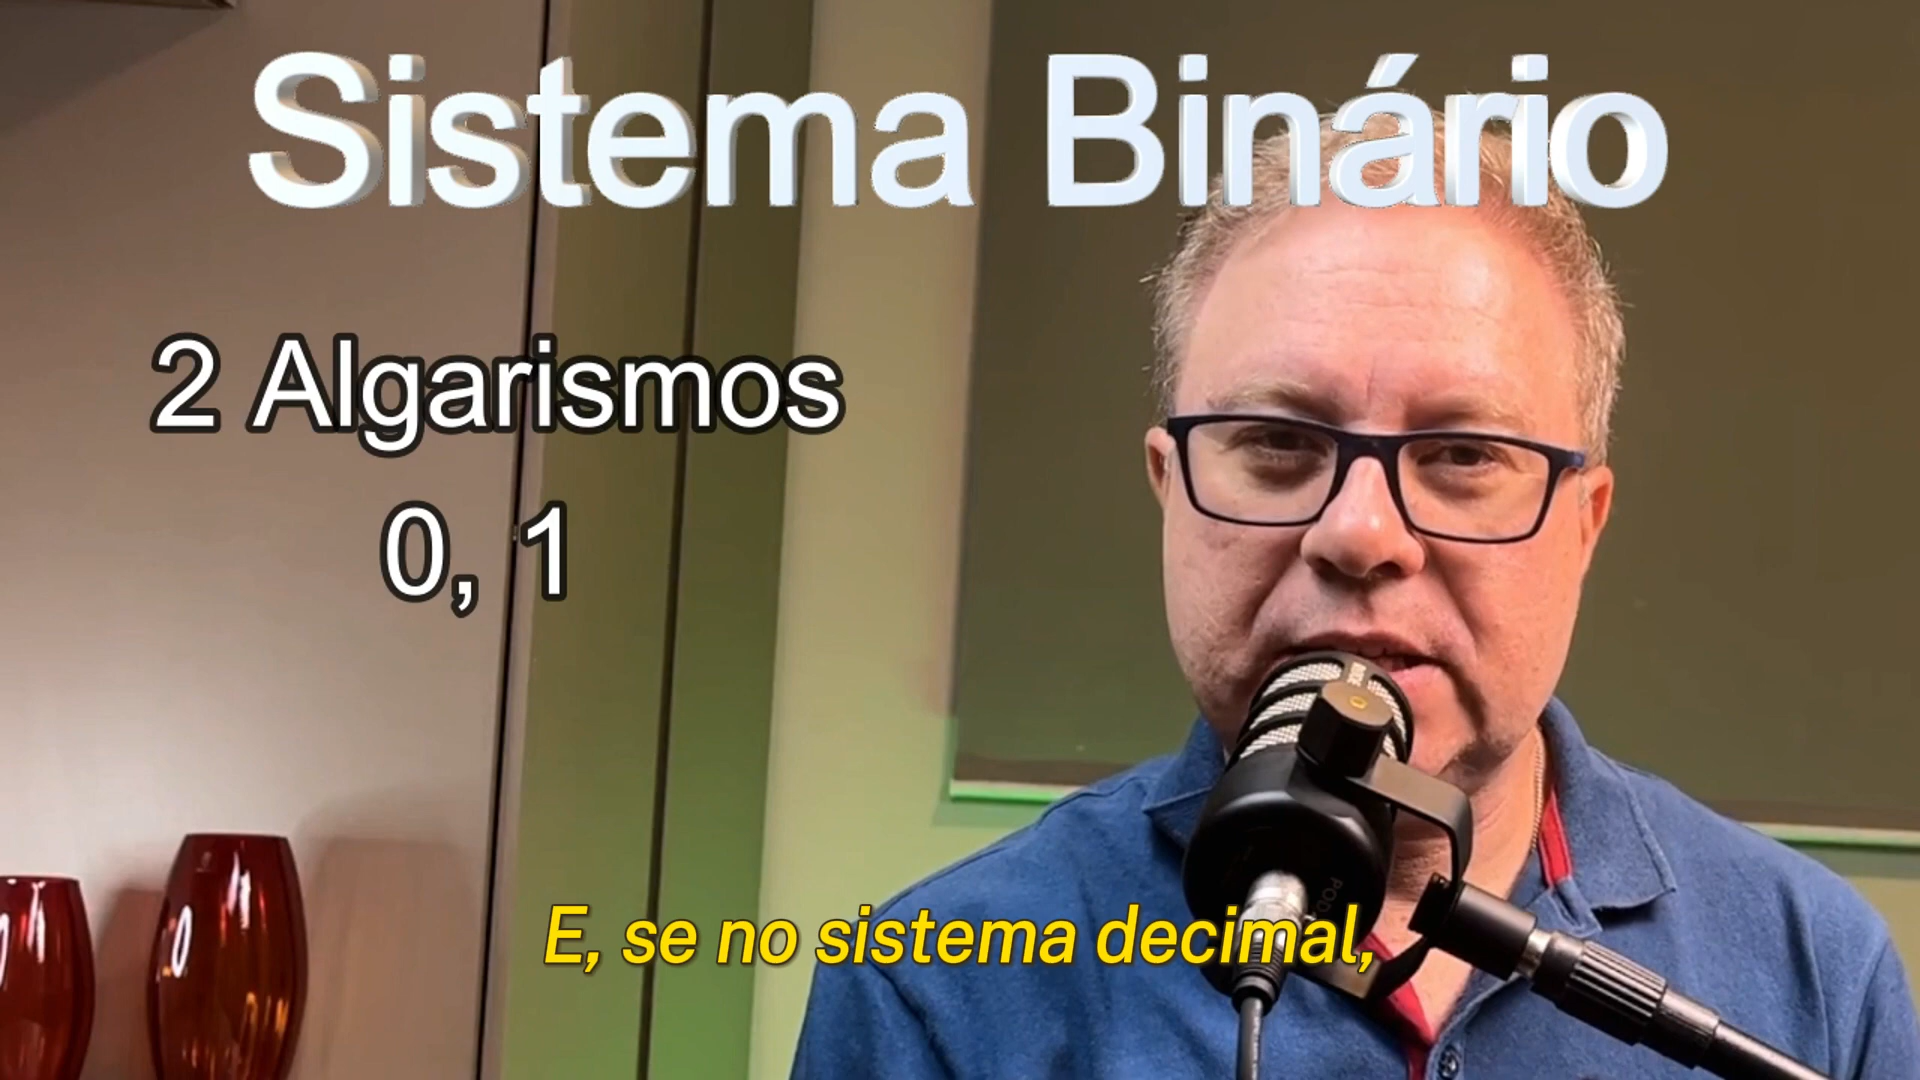 Sistema Binário
2 Algarismos
0, 1
E, se no sistema decimal,